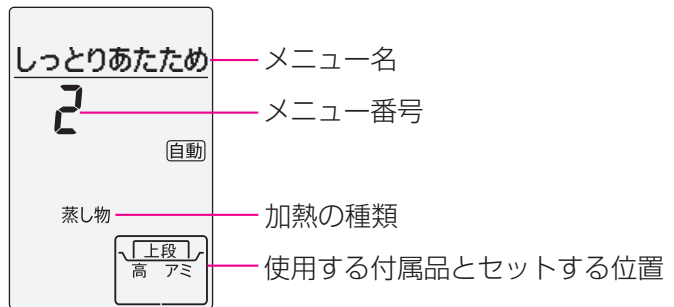 しっとりあたため メニュー名
2 メニュー番号
自動
蒸し物 加熱の種類
上段
高 アミ 使用する付属品とセットする位置